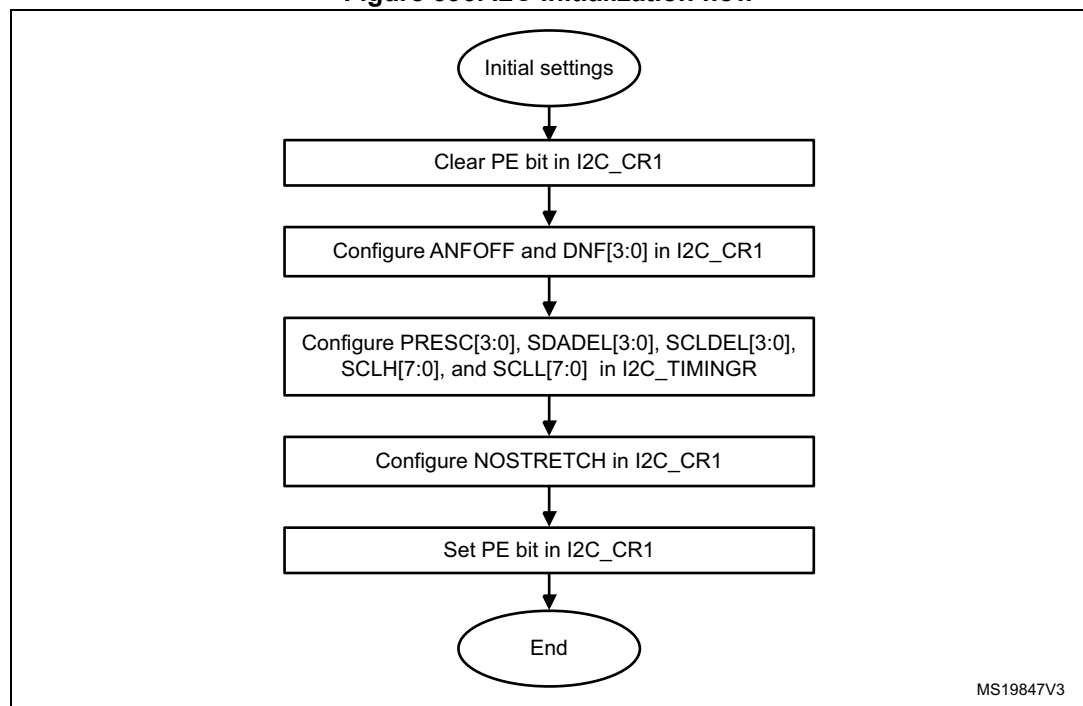 Initial settings
Clear PE bit in I2C_CR1
Configure ANFOFF and DNF[3:0] in I2C_CR1
Configure PRESC[3:0], SDADEL[3:0], SCLDEL[3:0],
SCLH[7:0], and SCLL[7:0] in I2C_TIMINGR
Configure NOSTRETCH in I2C_CR1
Set PE bit in I2C_CR1
End
MS19847V3